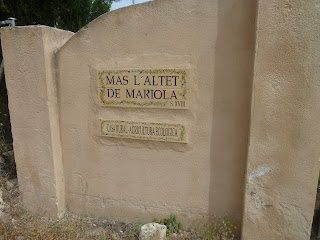 MAS L'ALTET
DE MARIOLA
S. XVIII
CASA RURAL-AGRICULTURA ECOLOGICA